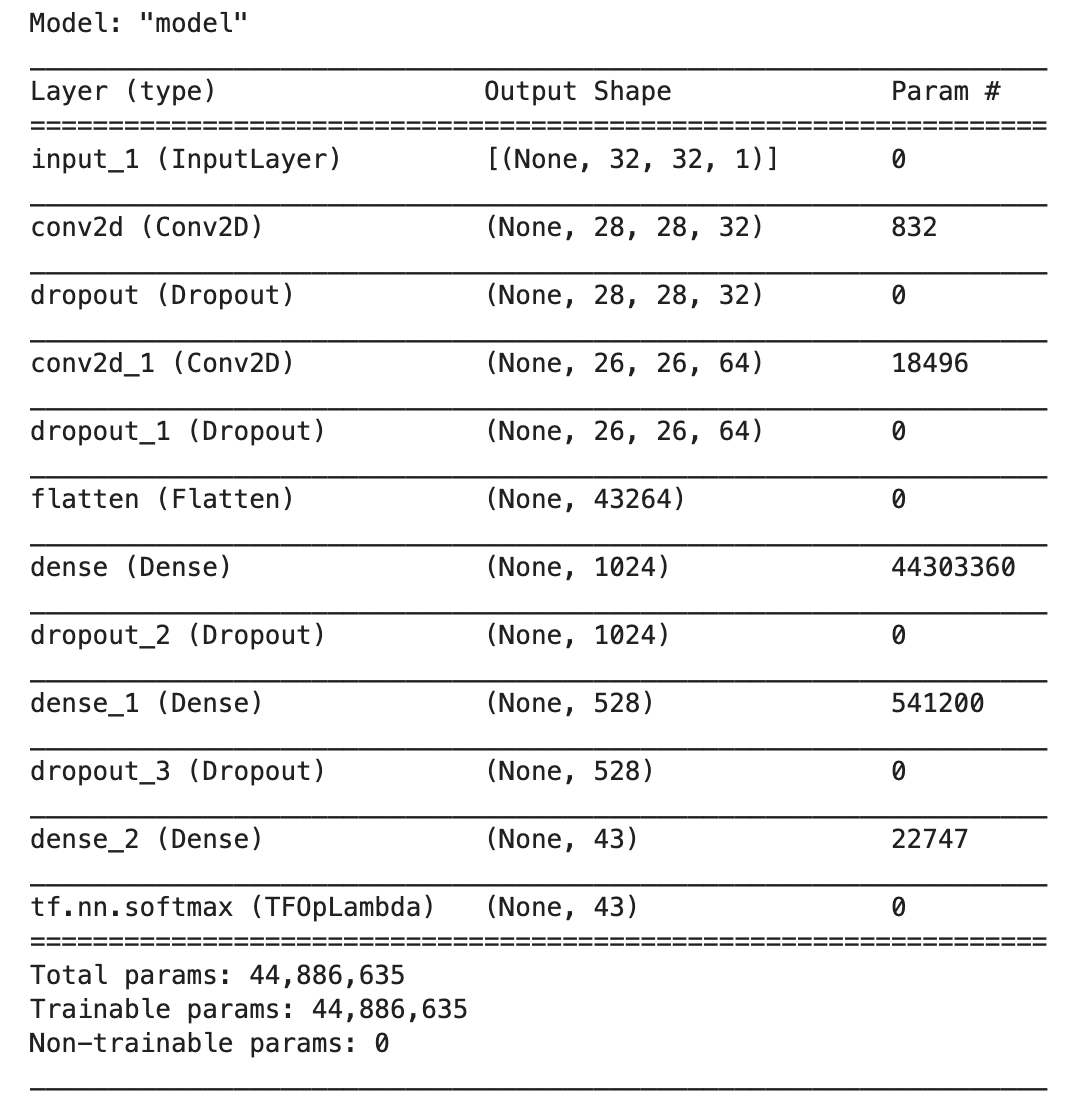 Model: "model"
Layer (type) Output Shape Param #
input_1 (InputLayer) [(None, 32, 32, 1)] 0
conv2d (Conv2D) (None, 28, 28, 32) 832
dropout (Dropout) (None, 28, 28, 32) 0
conv2d_1 (Conv2D) (None, 26, 26, 64) 18496
dropout_1 (Dropout) (None, 26, 26, 64) 0
flatten (Flatten) (None, 43264) 0
dense (Dense) (None, 1024) 44303360
dropout_2 (Dropout) (None, 1024) 0
dense_1 (Dense) (None, 528) 541200
dropout_3 (Dropout) (None, 528) 0
dense_2 (Dense) (None, 43) 22747
tf.nn.softmax (TFOpLambda) (None, 43) 0
Total params: 44,886,635
Trainable params: 44,886,635
Non-trainable params: 0